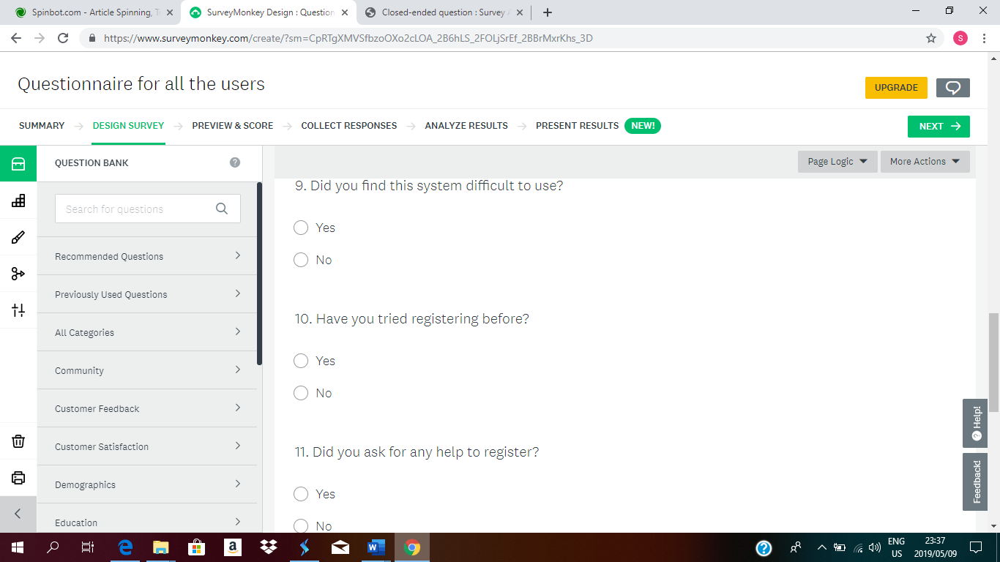 Spinbot.com - Article Spinning, T
SurveyMonkey Design : Question
Closed-ended question : Survey
https://www.surveymonkey.com/create/?sm=CpRTgXMVSfbzoOXo2cLOA_2B6hLS_2FOLjSrEf_2BBrMxrKhs_3D
S
Questionnaire for all the users
UPGRADE
SUMMARY
DESIGN SURVEY
PREVIEW & SCORE
COLLECT RESPONSES
ANALYZE RESULTS
PRESENT RESULTS
NEW!
NEXT
QUESTION BANK
?
Page Logic
More Actions
Search for questions
Recommended Questions
Previously Used Questions
All Categories
Community
Customer Feedback
Customer Satisfaction
Demographics
Education
9. Did you find this system difficult to use?
Yes
No
10. Have you tried registering before?
Yes
No
11. Did you ask for any help to register?
Yes
No
? Help!
Feedback!
ENG
US
23:37
2019/05/09